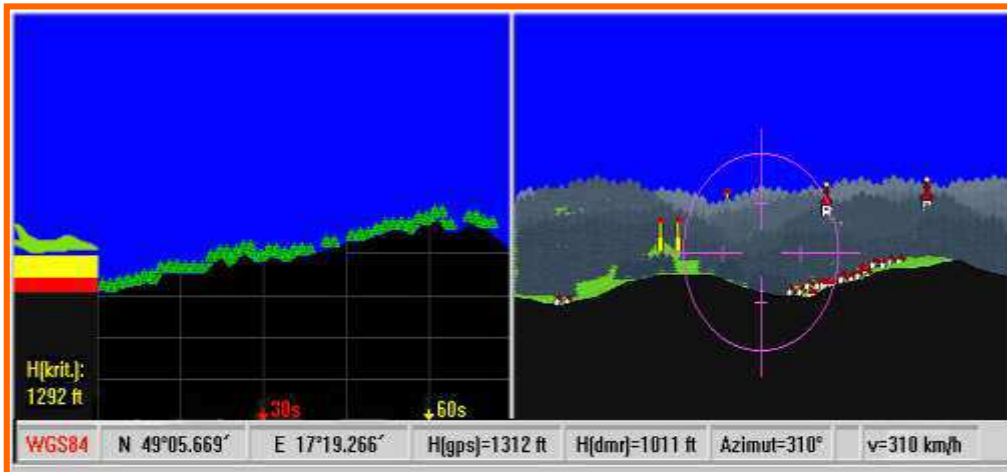 H(krit.):
1292 ft
30s
60s
R
P
WGS84 N 49°05.669´ E 17°19.266´ H(gps)=1312 ft H(dmr)=1011 ft Azimut=310° v=310 km/h